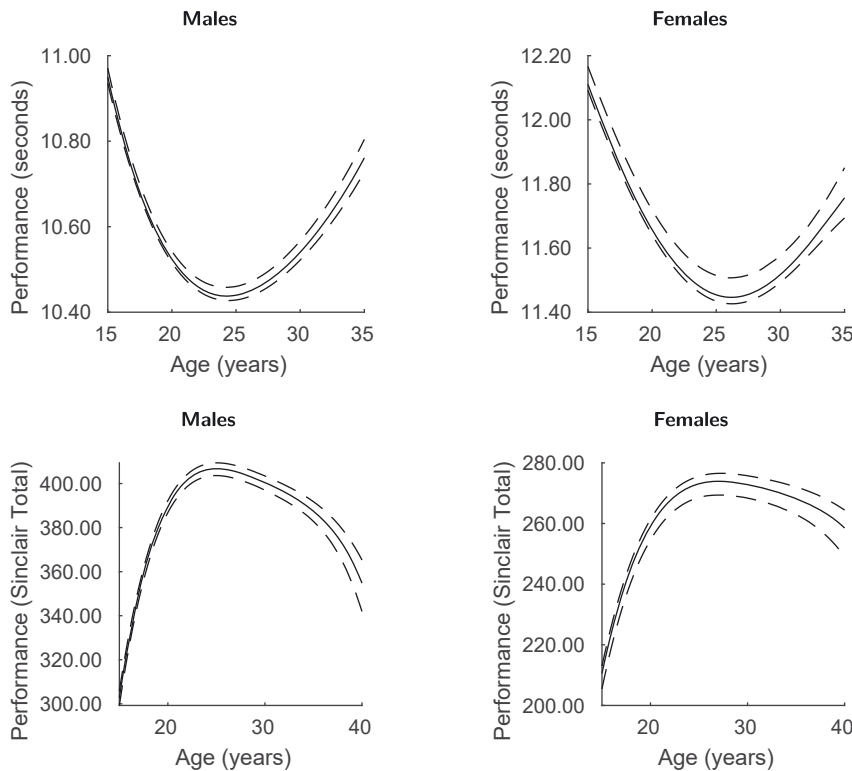 Males
Females
Performance (seconds)
11.00
10.80
10.60
10.40
15 20 25 30 35
Age (years)
Performance (seconds)
12.20
12.00
11.80
11.60
11.40
15 20 25 30 35
Age (years)
Males
Females
Performance (Sinclair Total)
400.00
380.00
360.00
340.00
320.00
300.00
20 30 40
Age (years)
Performance (Sinclair Total)
280.00
260.00
240.00
220.00
200.00
20 30 40
Age (years)